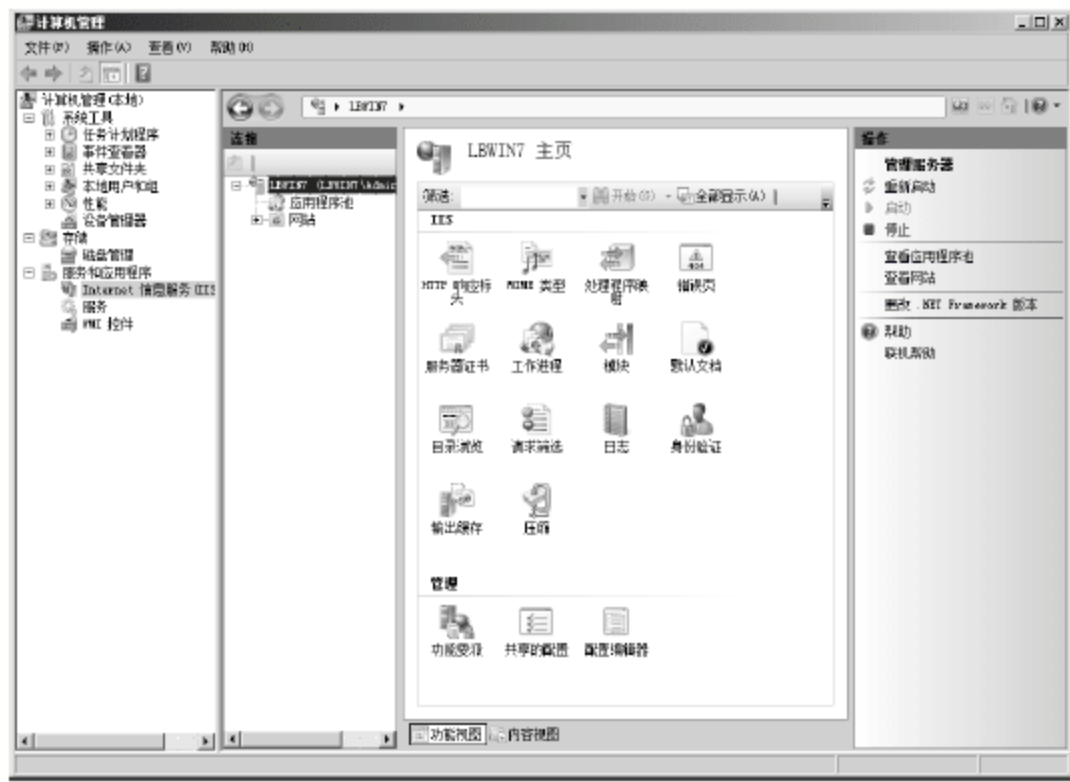 计算机管理
文件(F) 操作(A) 查看(V) 帮助(H)
计算机管理(本地)
系统工具
任务计划程序
事件查看器
共享文件夹
本地用户和组
性能
设备管理器
存储
磁盘管理
服务和应用程序
Internet 信息服务(IIS
服务
WMI 控件
LBWIN7
连接
LBWIN7 (LBWIN7\Admin
应用程序池
网站
LBWIN7 主页
筛选: 开始(G) 全部显示(A)
IIS
HTTP 响应标头
MIME 类型
处理程序映射
错误页
服务器证书
工作进程
模块
默认文档
目录浏览
请求筛选
日志
身份验证
输出缓存
压缩
管理
功能委派
共享的配置
配置编辑器
功能视图 内容视图
操作
管理服务器
重新启动
启动
停止
查看应用程序池
查看网站
更改 .NET Framework 版本
帮助
联机帮助